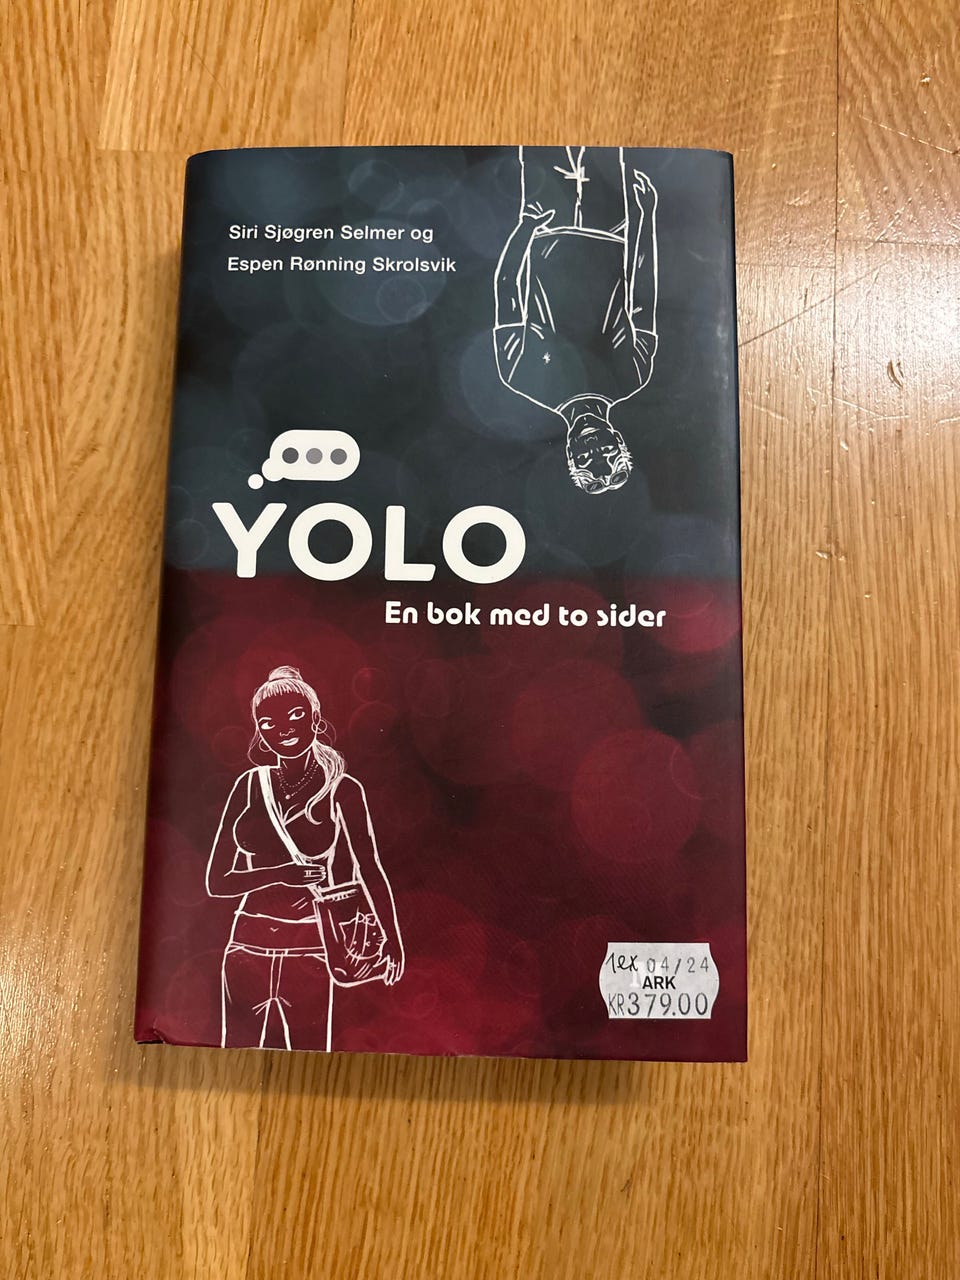 Siri Sjøgren Selmer og
Espen Rønning Skrolsvik
YOLO
En bok med to sider
1ex 04/24
ARK
KR379.00